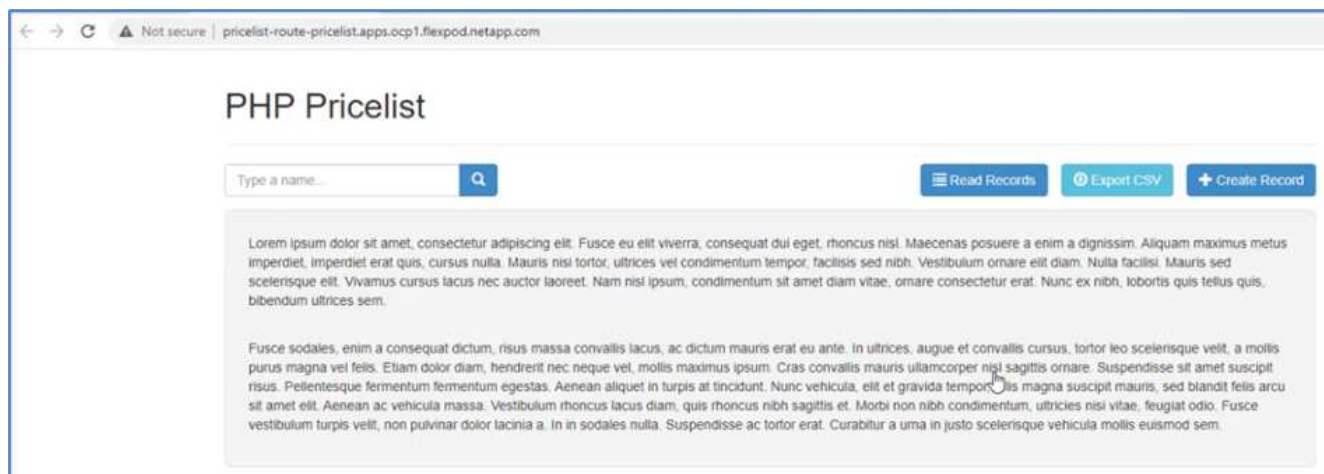 Not secure | pricelist-route-pricelist.apps.ocp1.flexpod.netapp.com
PHP Pricelist
Type a name...
Read Records
Export CSV
Create Record
Lorem ipsum dolor sit amet, consectetur adipiscing elit. Fusce eu elit viverra, consequat dui eget, rhoncus nisl. Maecenas posuere a enim a dignissim. Aliquam maximus metus
imperdiet, imperdiet erat quis, cursus nulla. Mauris nisi tortor, ultrices vel condimentum tempor, facilisis sed nibh. Vestibulum ornare elit diam. Nulla facilisi. Mauris sed
scelerisque elit. Vivamus cursus lacus nec auctor laoreet. Nam nisl ipsum, condimentum sit amet diam vitae, ornare consectetur erat. Nunc ex nibh, lobortis quis tellus quis,
bibendum ultrices sem.
Fusce sodales, enim a consequat dictum, risus massa convallis lacus, ac dictum mauris erat eu ante. In ultrices, augue et convallis cursus, tortor leo scelerisque velit, a mollis
purus magna vel felis. Etiam dolor diam, hendrerit nec neque vel, mollis maximus ipsum. Cras convallis mauris ullamcorper nisl sagittis ornare. Suspendisse sit amet suscipit
risus. Pellentesque fermentum fermentum egestas. Aenean aliquet in turpis at tincidunt. Nunc vehicula, elit et gravida tempor magna suscipit mauris, sed blandit felis arcu
sit amet elit. Aenean ac vehicula massa. Vestibulum rhoncus lacus diam, quis rhoncus nibh sagittis et. Morbi non nibh condimentum, ultricies nisi vitae, feugiat odio. Fusce
vestibulum turpis velit, non pulvinar dolor lacinia a. In in sodales nulla. Suspendisse ac tortor erat. Curabitur a urna in justo scelerisque vehicula mollis euismod sem.